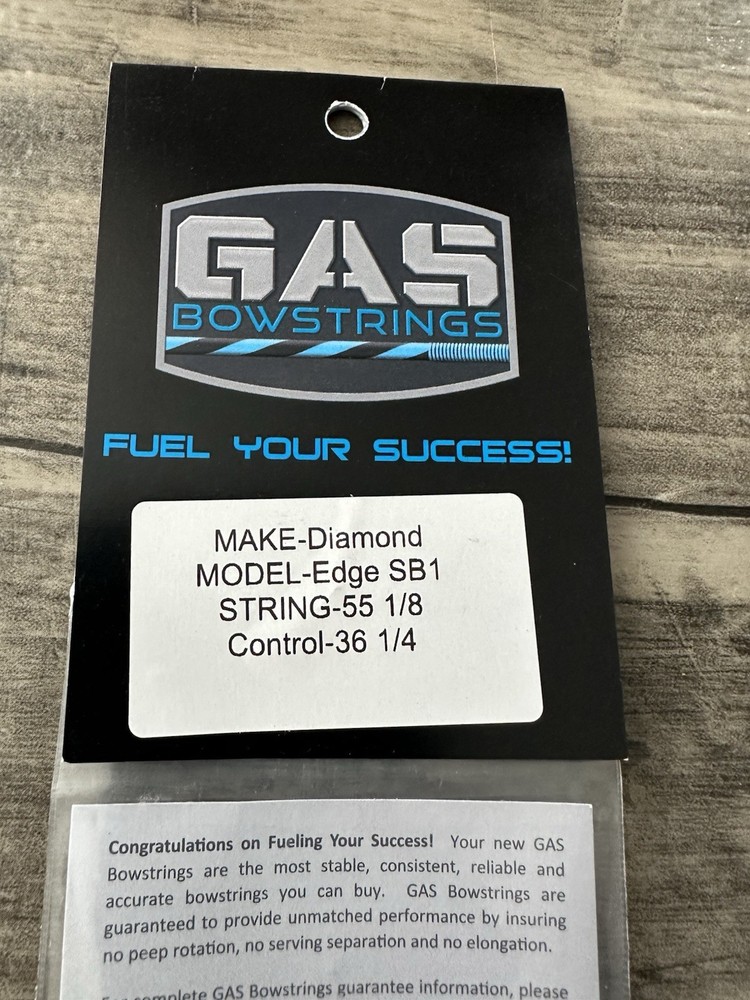 GAS
BOWSTRINGS
FUEL YOUR SUCCESS!
MAKE-Diamond
MODEL-Edge SB1
STRING-55 1/8
Control-36 1/4
Congratulations on Fueling Your Success! Your new GAS
Bowstrings are the most stable, consistent, reliable and
accurate bowstrings you can buy. GAS Bowstrings are
guaranteed to provide unmatched performance by insuring
no peep rotation, no serving separation and no elongation.
For complete GAS Bowstrings guarantee information, please